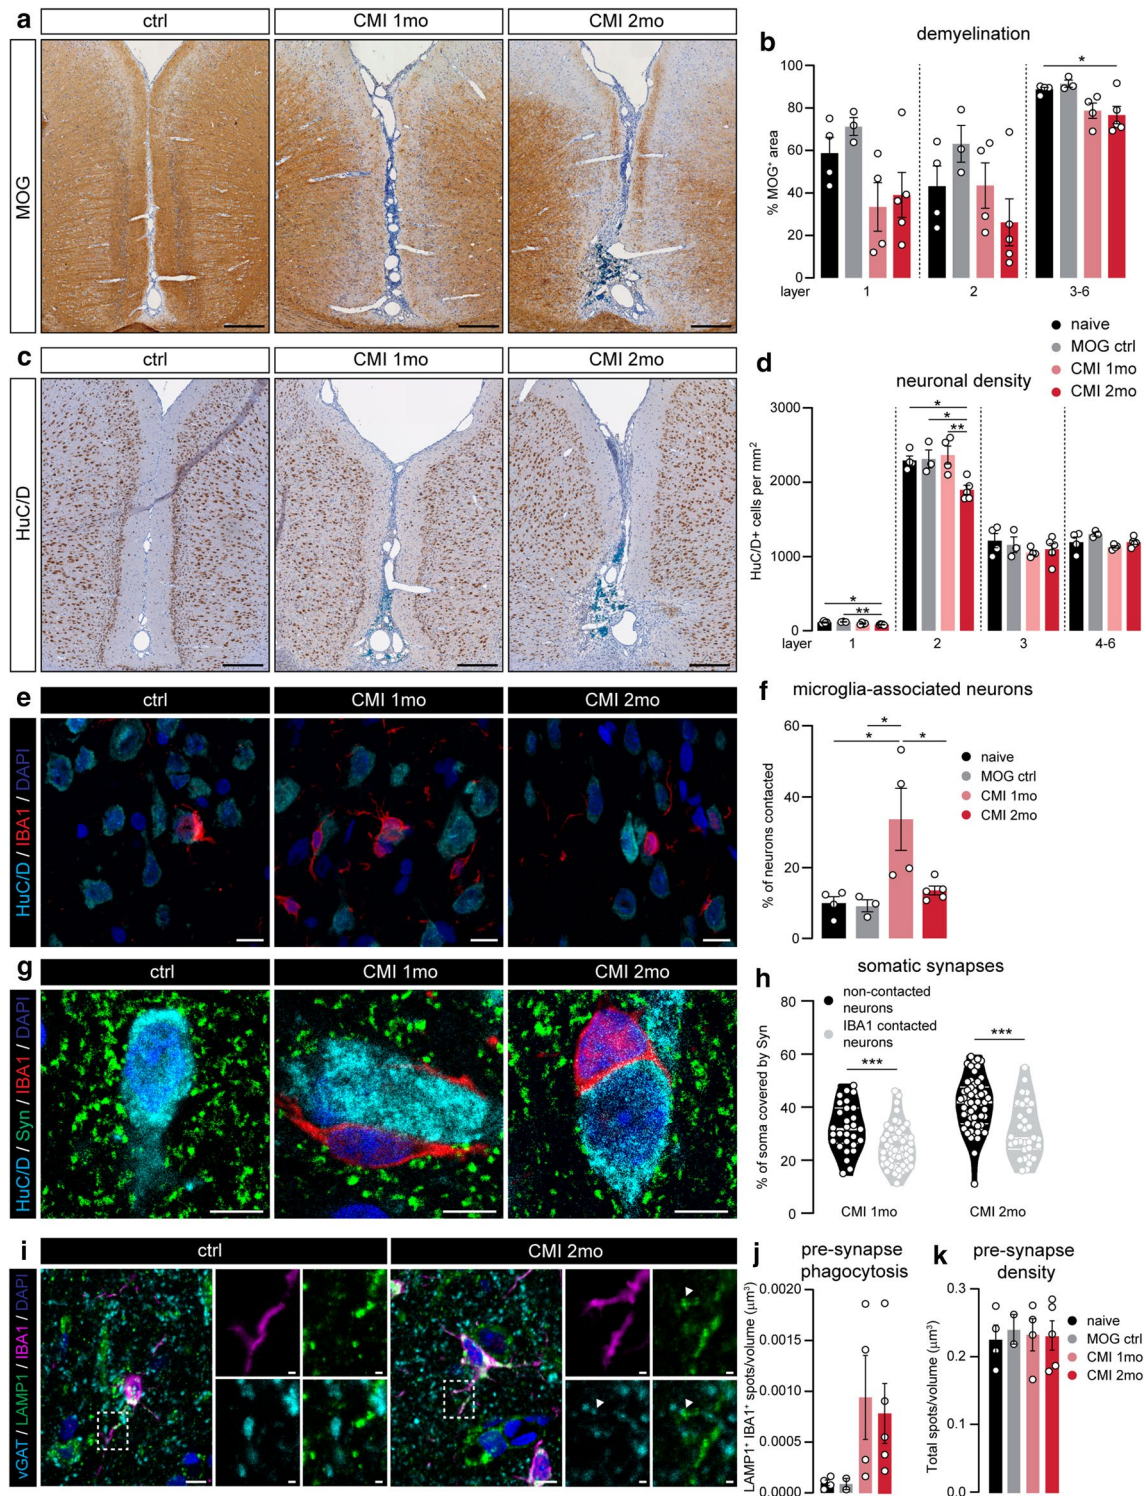 a
ctrl
CMI 1mo
CMI 2mo
MOG
b
demyelination
% MOG⁺ area
100
80
60
40
20
0
*
layer
1
2
3-6
naive
MOG ctrl
CMI 1mo
CMI 2mo
c
ctrl
CMI 1mo
CMI 2mo
HuC/D
d
neuronal density
HuC/D+ cells per mm²
3000
2000
1000
0
*
**
*
*
**
layer
1
2
3
4-6
e
ctrl
CMI 1mo
CMI 2mo
HuC/D / IBA1 / DAPI
f
microglia-associated neurons
% of neurons contacted
60
40
20
0
*
*
*
naive
MOG ctrl
CMI 1mo
CMI 2mo
g
ctrl
CMI 1mo
CMI 2mo
HuC/D / Syn / IBA1 / DAPI
h
somatic synapses
% of soma covered by Syn
80
60
40
20
0
non-contacted
neurons
IBA1 contacted
neurons
***
***
CMI 1mo
CMI 2mo
i
ctrl
CMI 2mo
vGAT / LAMP1 / IBA1 / DAPI
j
pre-synapse
phagocytosis
LAMP1⁺ IBA1⁺ spots/volume (µm³)
0.0020
0.0015
0.0010
0.0005
0.0000
k
pre-synapse
density
Total spots/volume (µm³)
0.3
0.2
0.1
0.0
naive
MOG ctrl
CMI 1mo
CMI 2mo